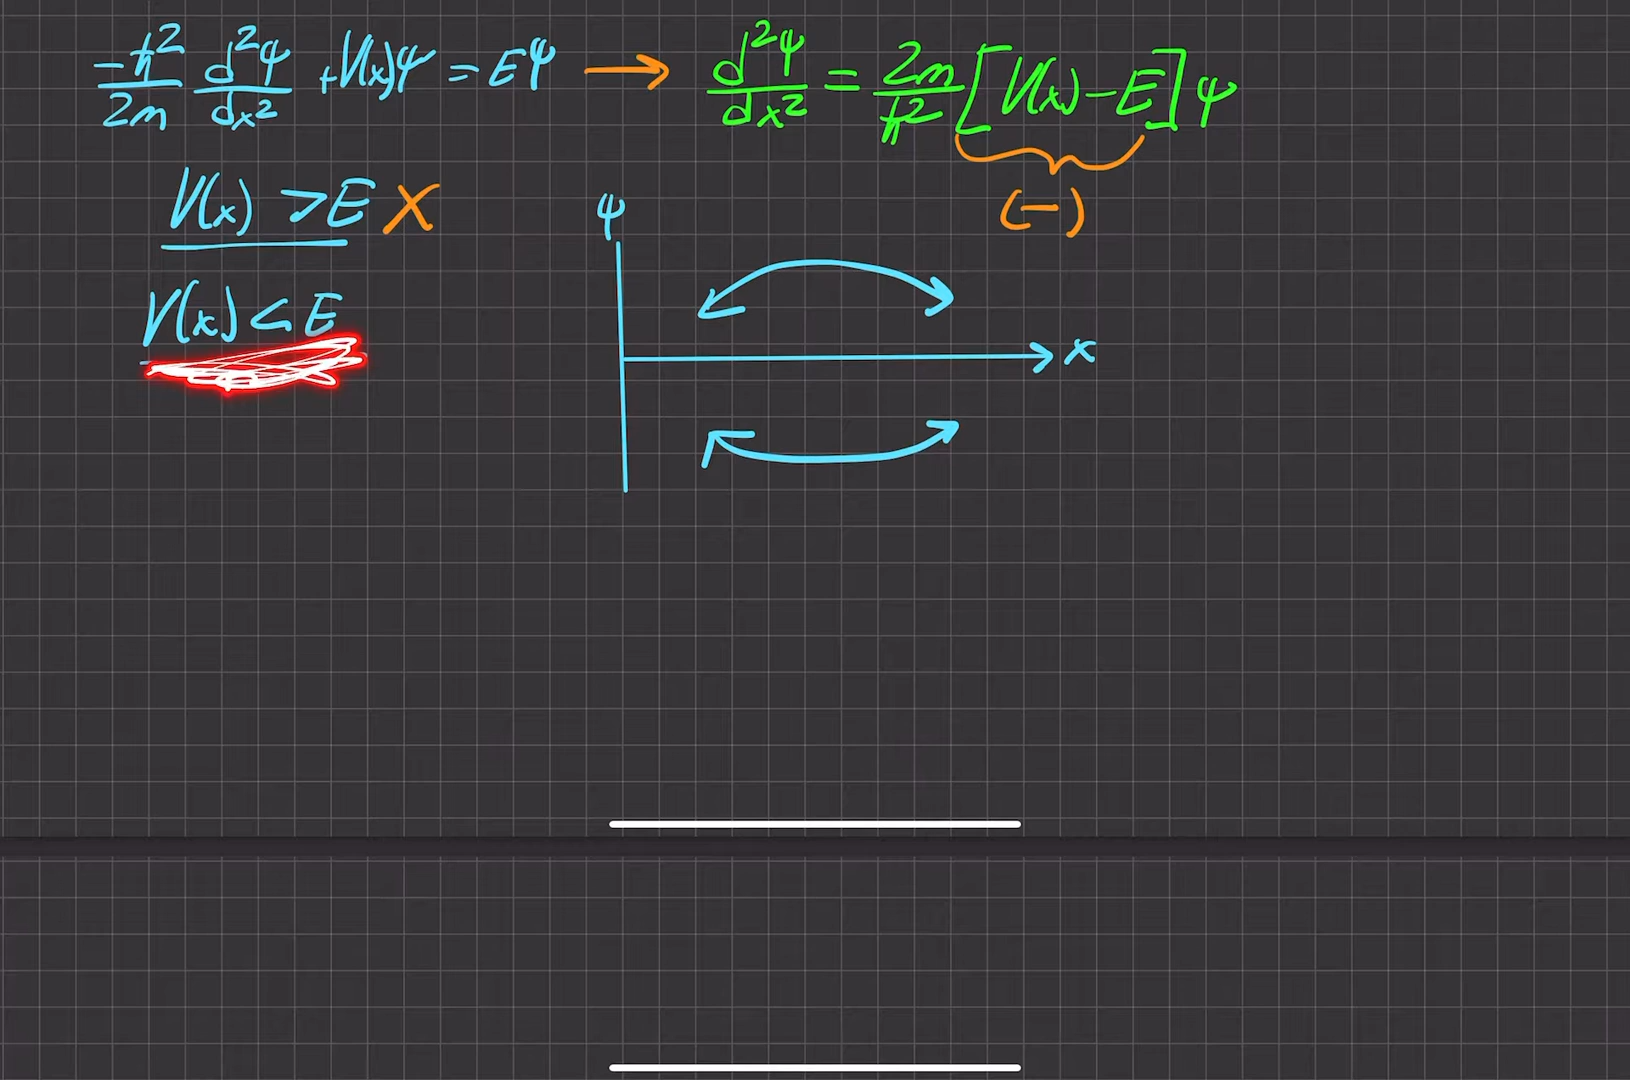 -ħ²/2m d²ψ/dx² + V(x)ψ = Eψ → d²ψ/dx² = 2m/ħ² [V(x) - E] ψ
(-)
V(x) > E X
V(x) < E
ψ
x